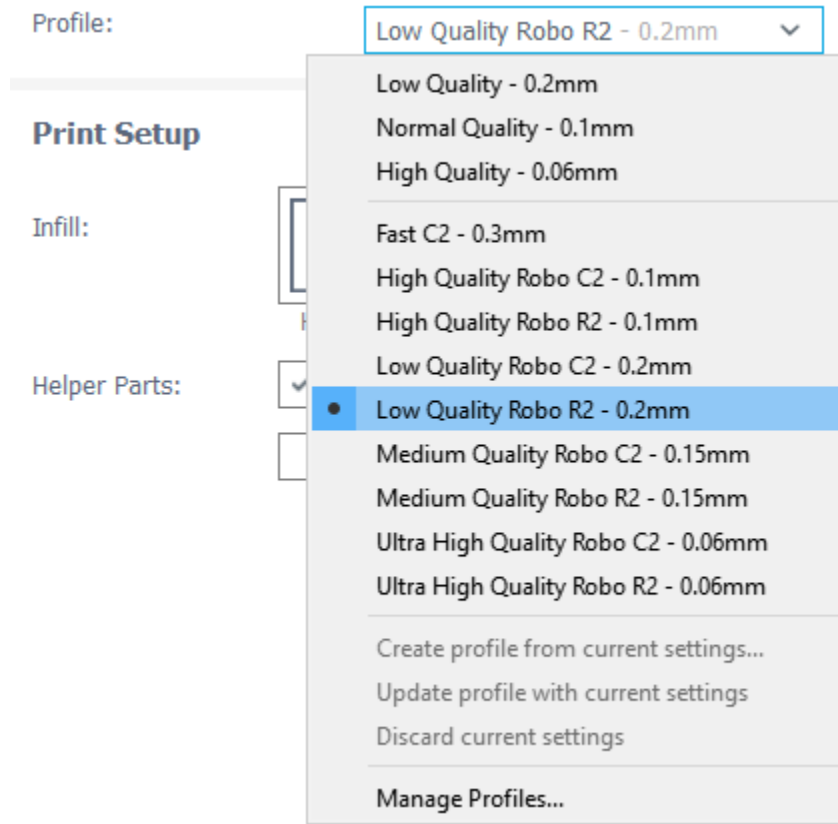 Profile:
Low Quality Robo R2 - 0.2mm
Low Quality - 0.2mm
Normal Quality - 0.1mm
High Quality - 0.06mm
Print Setup
Infill:
Fast C2 - 0.3mm
High Quality Robo C2 - 0.1mm
High Quality Robo R2 - 0.1mm
Low Quality Robo C2 - 0.2mm
Helper Parts:
Low Quality Robo R2 - 0.2mm
Medium Quality Robo C2 - 0.15mm
Medium Quality Robo R2 - 0.15mm
Ultra High Quality Robo C2 - 0.06mm
Ultra High Quality Robo R2 - 0.06mm
Create profile from current settings...
Update profile with current settings
Discard current settings
Manage Profiles...